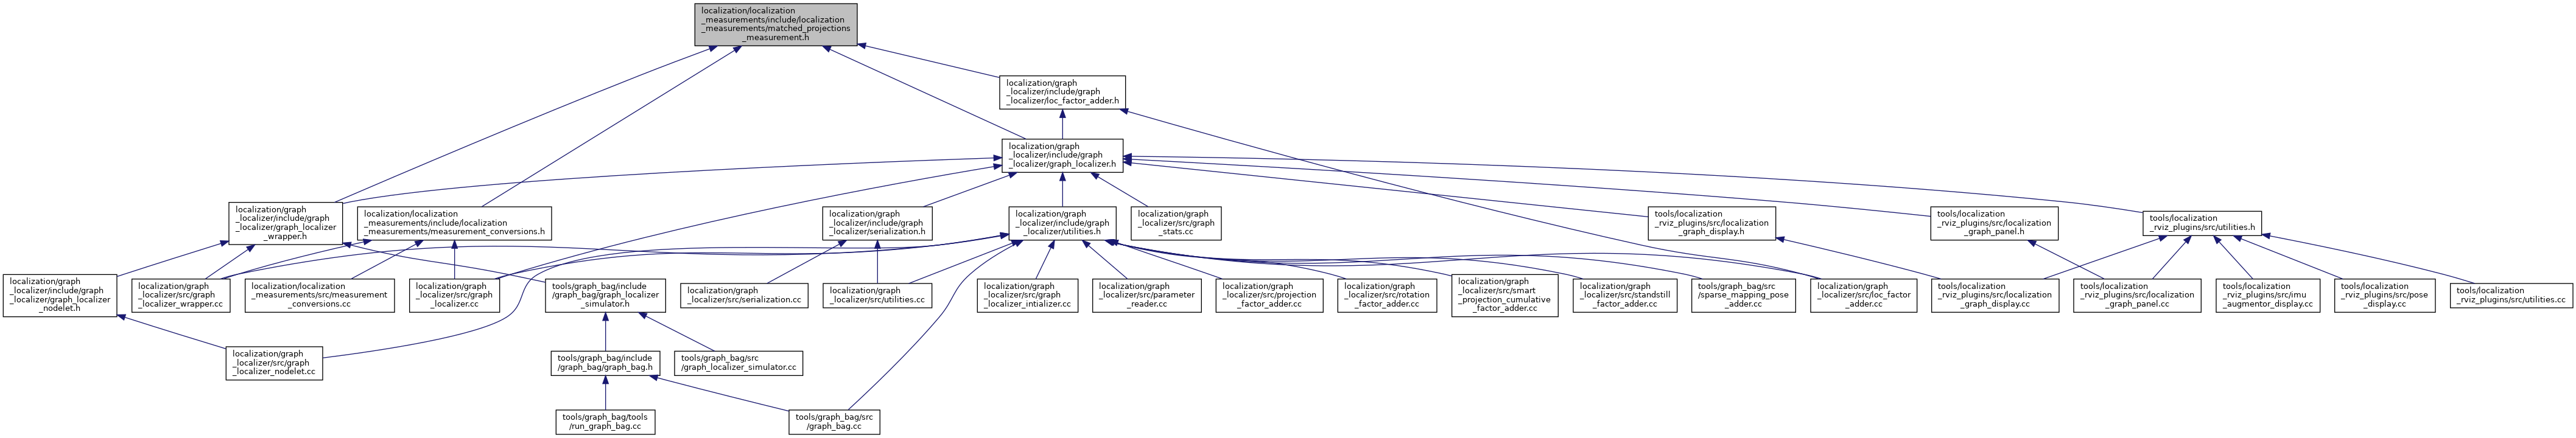 localization/localization
_measurements/include/localization
_measurements/matched_projections
_measurement.h
localization/graph
_localizer/include/graph
_localizer/loc_factor_adder.h
localization/graph
_localizer/include/graph
_localizer/graph_localizer.h
localization/graph
_localizer/include/graph
_localizer/graph_localizer
_wrapper.h
localization/localization
_measurements/include/localization
_measurements/measurement_conversions.h
localization/graph
_localizer/include/graph
_localizer/serialization.h
localization/graph
_localizer/include/graph
_localizer/utilities.h
localization/graph
_localizer/src/graph
_stats.cc
tools/localization
_rviz_plugins/src/localization
_graph_display.h
tools/localization
_rviz_plugins/src/localization
_graph_panel.h
tools/localization
_rviz_plugins/src/utilities.h
localization/graph
_localizer/include/graph
_localizer/graph_localizer
_nodelet.h
localization/graph
_localizer/src/graph
_localizer_wrapper.cc
localization/localization
_measurements/src/measurement
_conversions.cc
localization/graph
_localizer/src/graph
_localizer.cc
tools/graph_bag/include
/graph_bag/graph_localizer
_simulator.h
localization/graph
_localizer/src/serialization.cc
localization/graph
_localizer/src/utilities.cc
localization/graph
_localizer/src/graph
_localizer_intializer.cc
localization/graph
_localizer/src/parameter
_reader.cc
localization/graph
_localizer/src/projection
_factor_adder.cc
localization/graph
_localizer/src/rotation
_factor_adder.cc
localization/graph
_localizer/src/smart
_projection_cumulative
_factor_adder.cc
localization/graph
_localizer/src/standstill
_factor_adder.cc
tools/graph_bag/src
/sparse_mapping_pose
_adder.cc
localization/graph
_localizer/src/loc_factor
_adder.cc
tools/localization
_rviz_plugins/src/localization
_graph_display.cc
tools/localization
_rviz_plugins/src/localization
_graph_panel.cc
tools/localization
_rviz_plugins/src/imu
_augmentor_display.cc
tools/localization
_rviz_plugins/src/pose
_display.cc
tools/localization
_rviz_plugins/src/utilities.cc
localization/graph
_localizer/src/graph
_localizer_nodelet.cc
tools/graph_bag/include
/graph_bag/graph_bag.h
tools/graph_bag/src
/graph_localizer_simulator.cc
tools/graph_bag/tools
/run_graph_bag.cc
tools/graph_bag/src
/graph_bag.cc